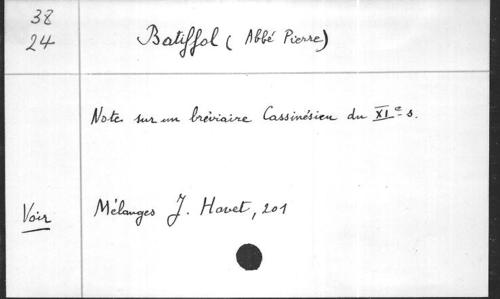 38
24
Batiffol (Abbé Pierre)
Note sur un bréviaire Cassinésien du XIe s.
Voir
Mélanges J. Havet, 201